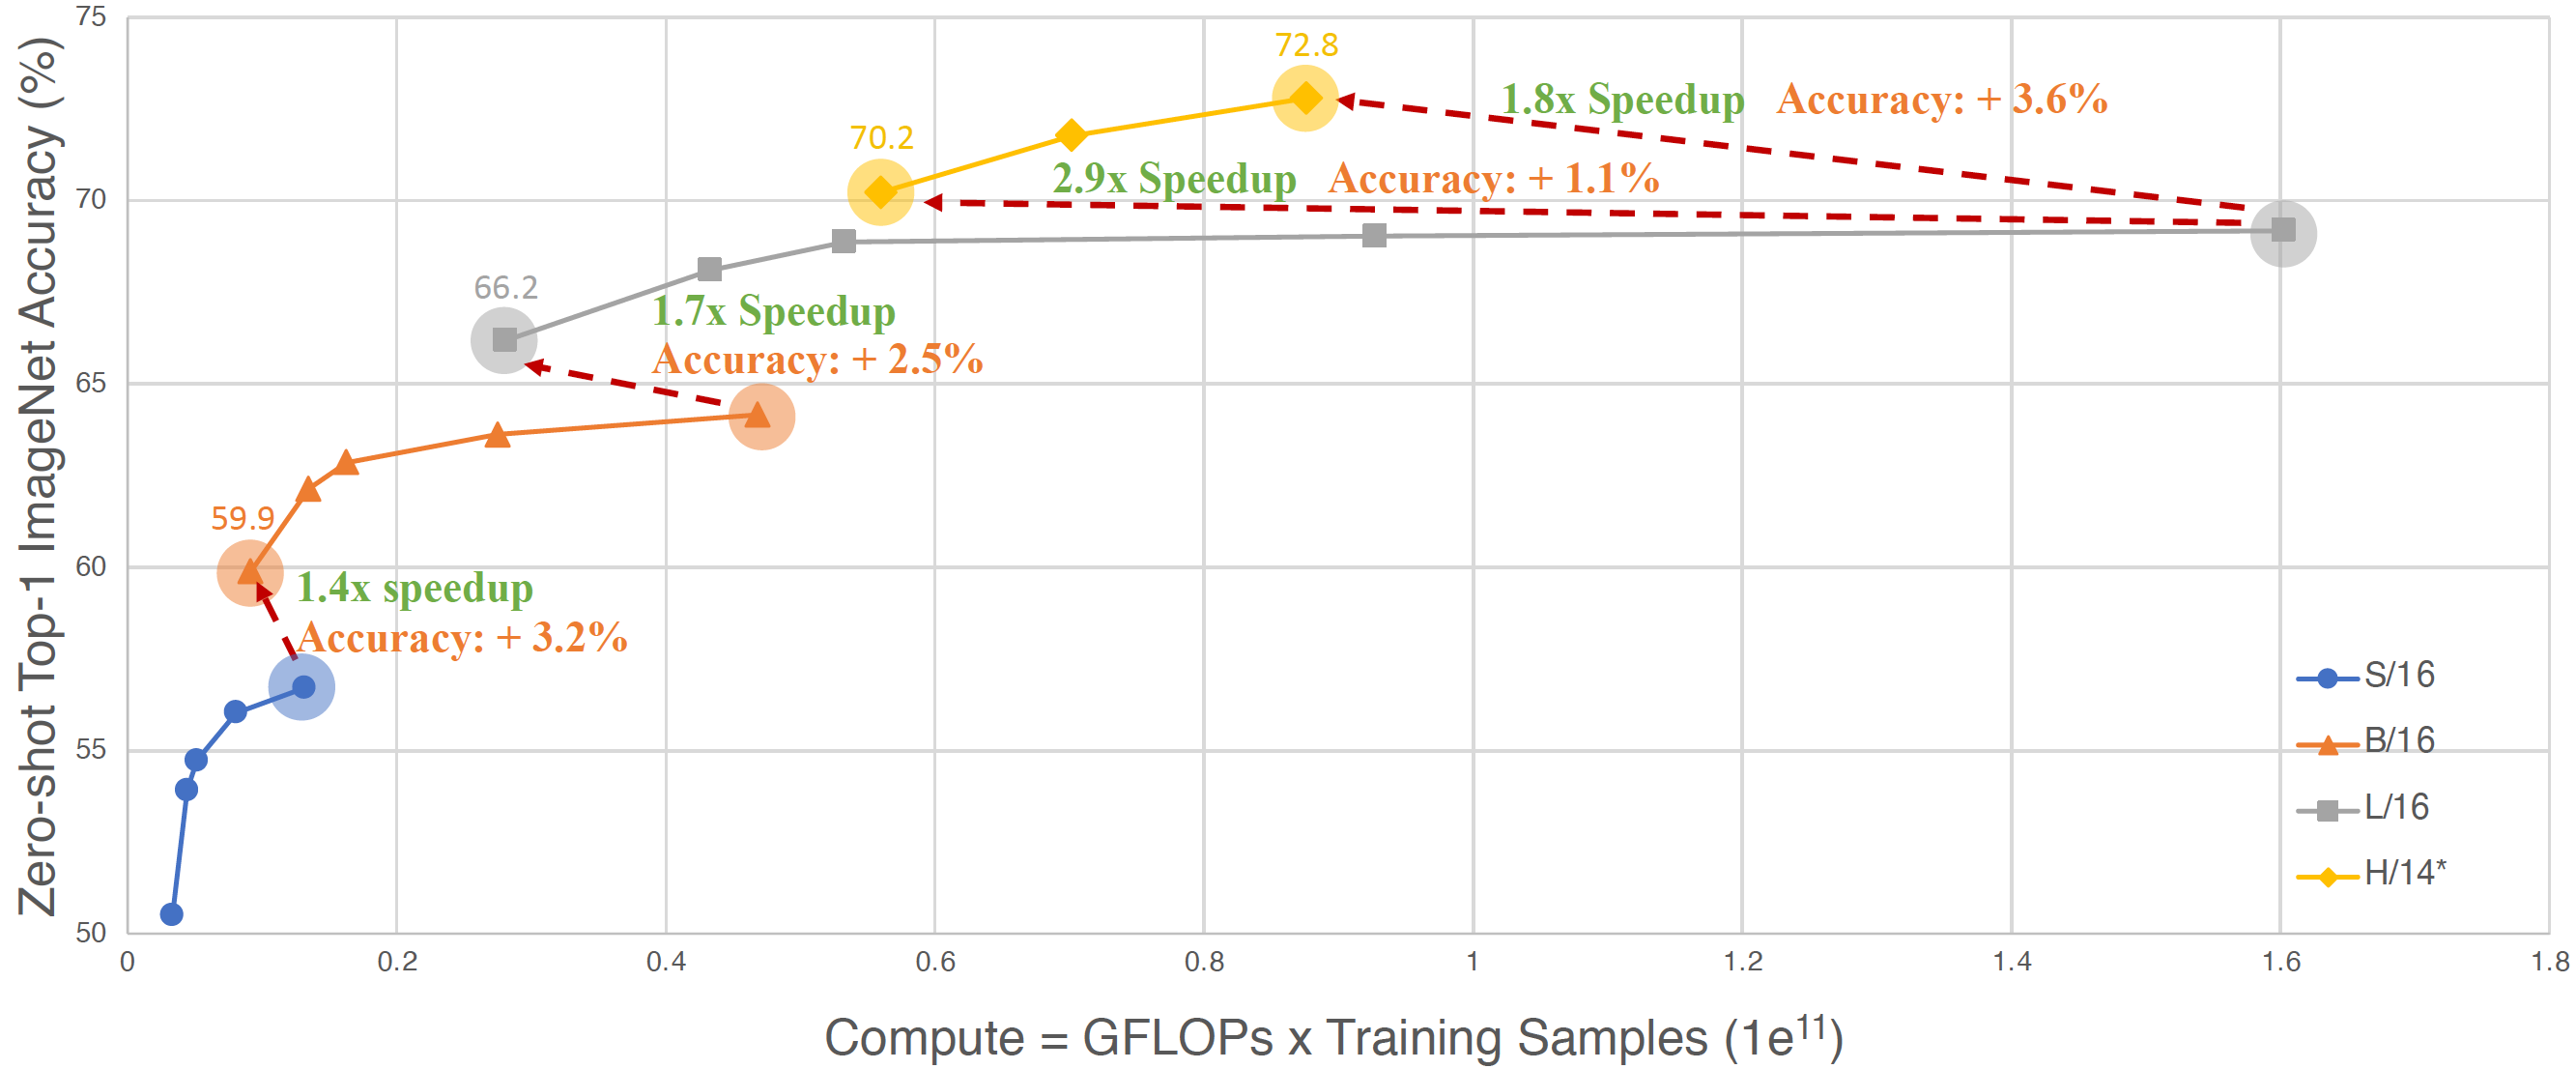 Zero-shot Top-1 ImageNet Accuracy (%)
75
70
65
60
55
50
72.8
1.8x Speedup Accuracy: + 3.6%
70.2
2.9x Speedup Accuracy: + 1.1%
66.2
1.7x Speedup
Accuracy: + 2.5%
59.9
1.4x speedup
Accuracy: + 3.2%
S/16
B/16
L/16
H/14*
0 0.2 0.4 0.6 0.8 1 1.2 1.4 1.6 1.8
Compute = GFLOPs x Training Samples (1e¹¹)